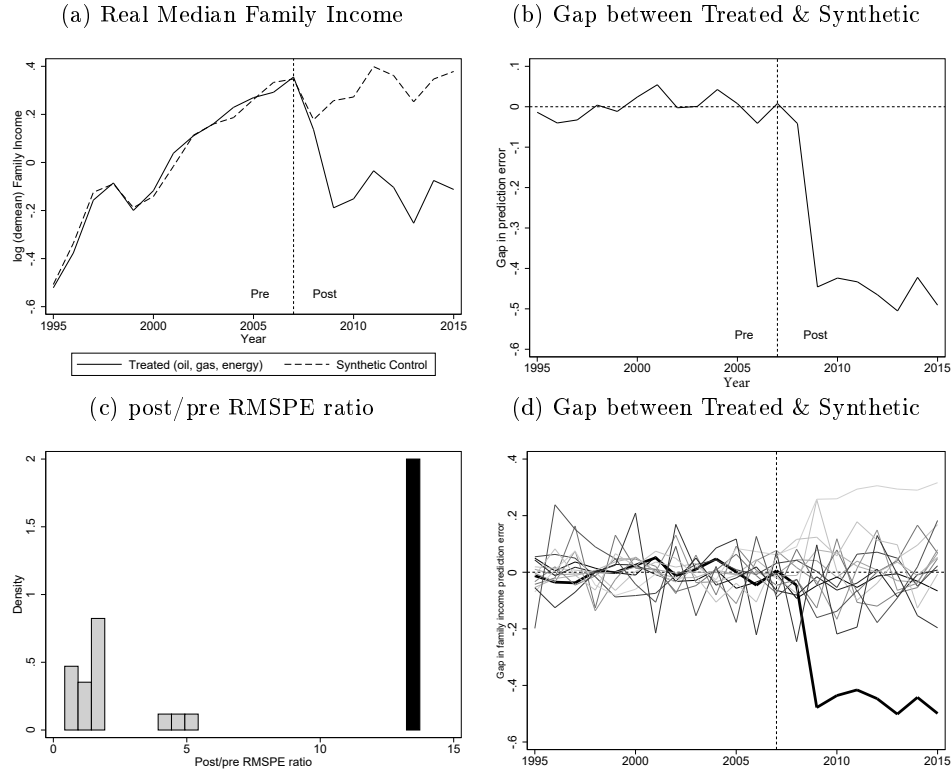 (a) Real Median Family Income
log (demean) Family Income
.4
.2
0
-.2
-.4
-.6
Pre
Post
1995
2000
2005
2010
2015
Year
Treated (oil, gas, energy)
Synthetic Control
(b) Gap between Treated & Synthetic
Gap in prediction error
.1
0
-.1
-.2
-.3
-.4
-.5
-.6
Pre
Post
1995
2000
2005
2010
2015
Year
(c) post/pre RMSPE ratio
Density
2
1.5
1
.5
0
0
5
10
15
Post/pre RMSPE ratio
(d) Gap between Treated & Synthetic
Gap in family income prediction error
.4
.2
0
-.2
-.4
-.6
1995
2000
2005
2010
2015